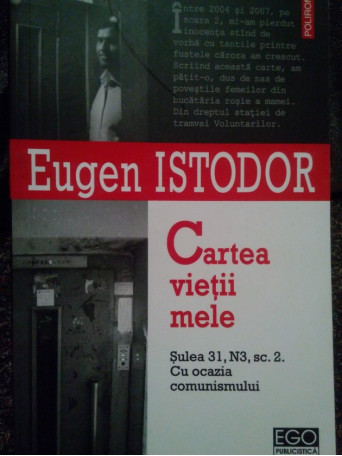 Între 2004 și 2007, pe
scara 2, mi-am pierdut
inocența stînd de
vorbă cu tantile printre
fustele cărora am crescut.
Scriind această carte, am
pățit-o, dus de nas de
poveștile femeilor din
bucătăria roșie a mamei.
Din dreptul stației de
tramvai Voluntarilor.
POLIROM
Eugen ISTODOR
Cartea
vieții
mele
Șulea 31, N3, sc. 2.
Cu ocazia
comunismului
EGO
PUBLICISTICĂ